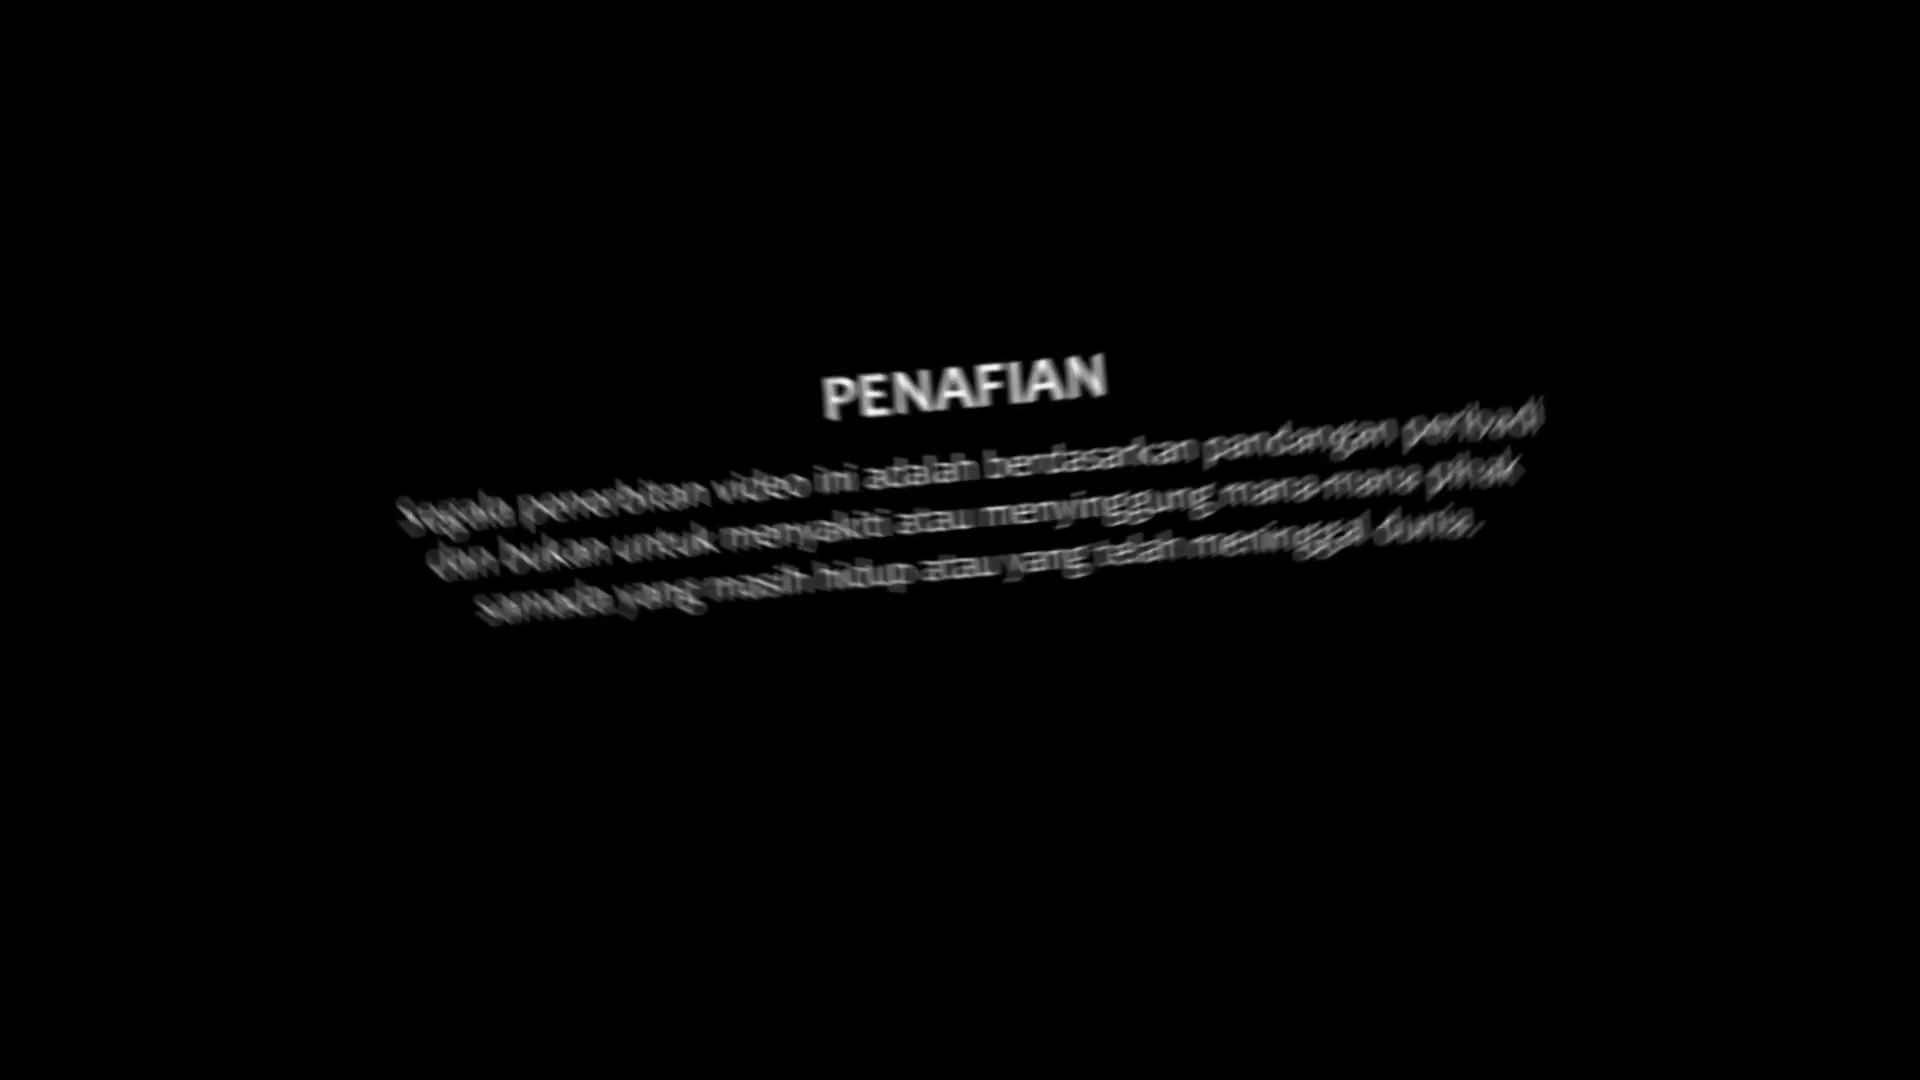 PENAFIAN
Segala penerbitan video ini adalah berdasarkan pandangan peribadi
dan bukan untuk menyakiti atau menyinggung mana-mana pihak
samada yang masih hidup atau yang telah meninggal dunia.